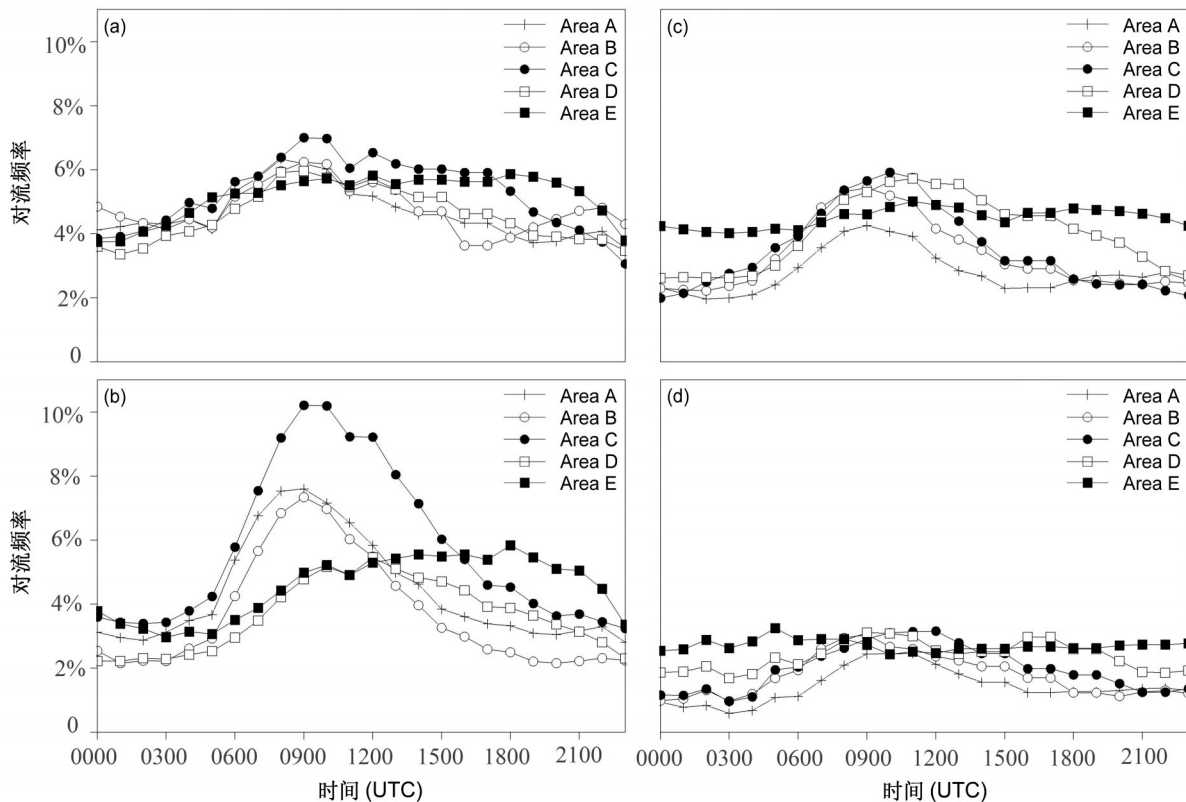 (a)
Area A
Area B
Area C
Area D
Area E
10%
8%
6%
4%
2%
0
对流频率
(c)
Area A
Area B
Area C
Area D
Area E
(b)
Area A
Area B
Area C
Area D
Area E
10%
8%
6%
4%
2%
0
对流频率
0000 0300 0600 0900 1200 1500 1800 2100
时间 (UTC)
(d)
Area A
Area B
Area C
Area D
Area E
0000 0300 0600 0900 1200 1500 1800 2100
时间 (UTC)